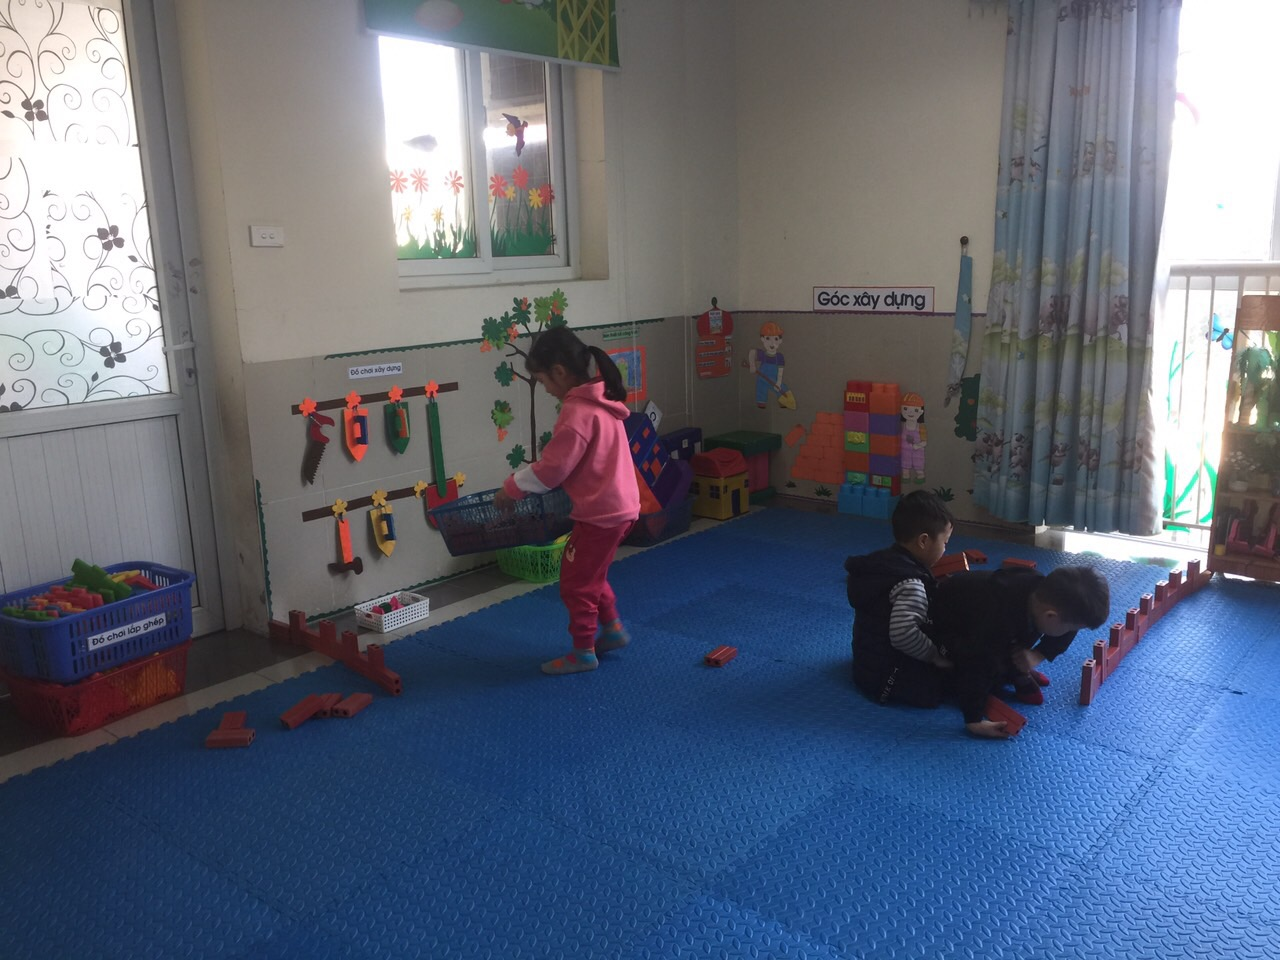 Góc xây dựng
Đồ chơi xây dựng
Đồ chơi lắp ghép